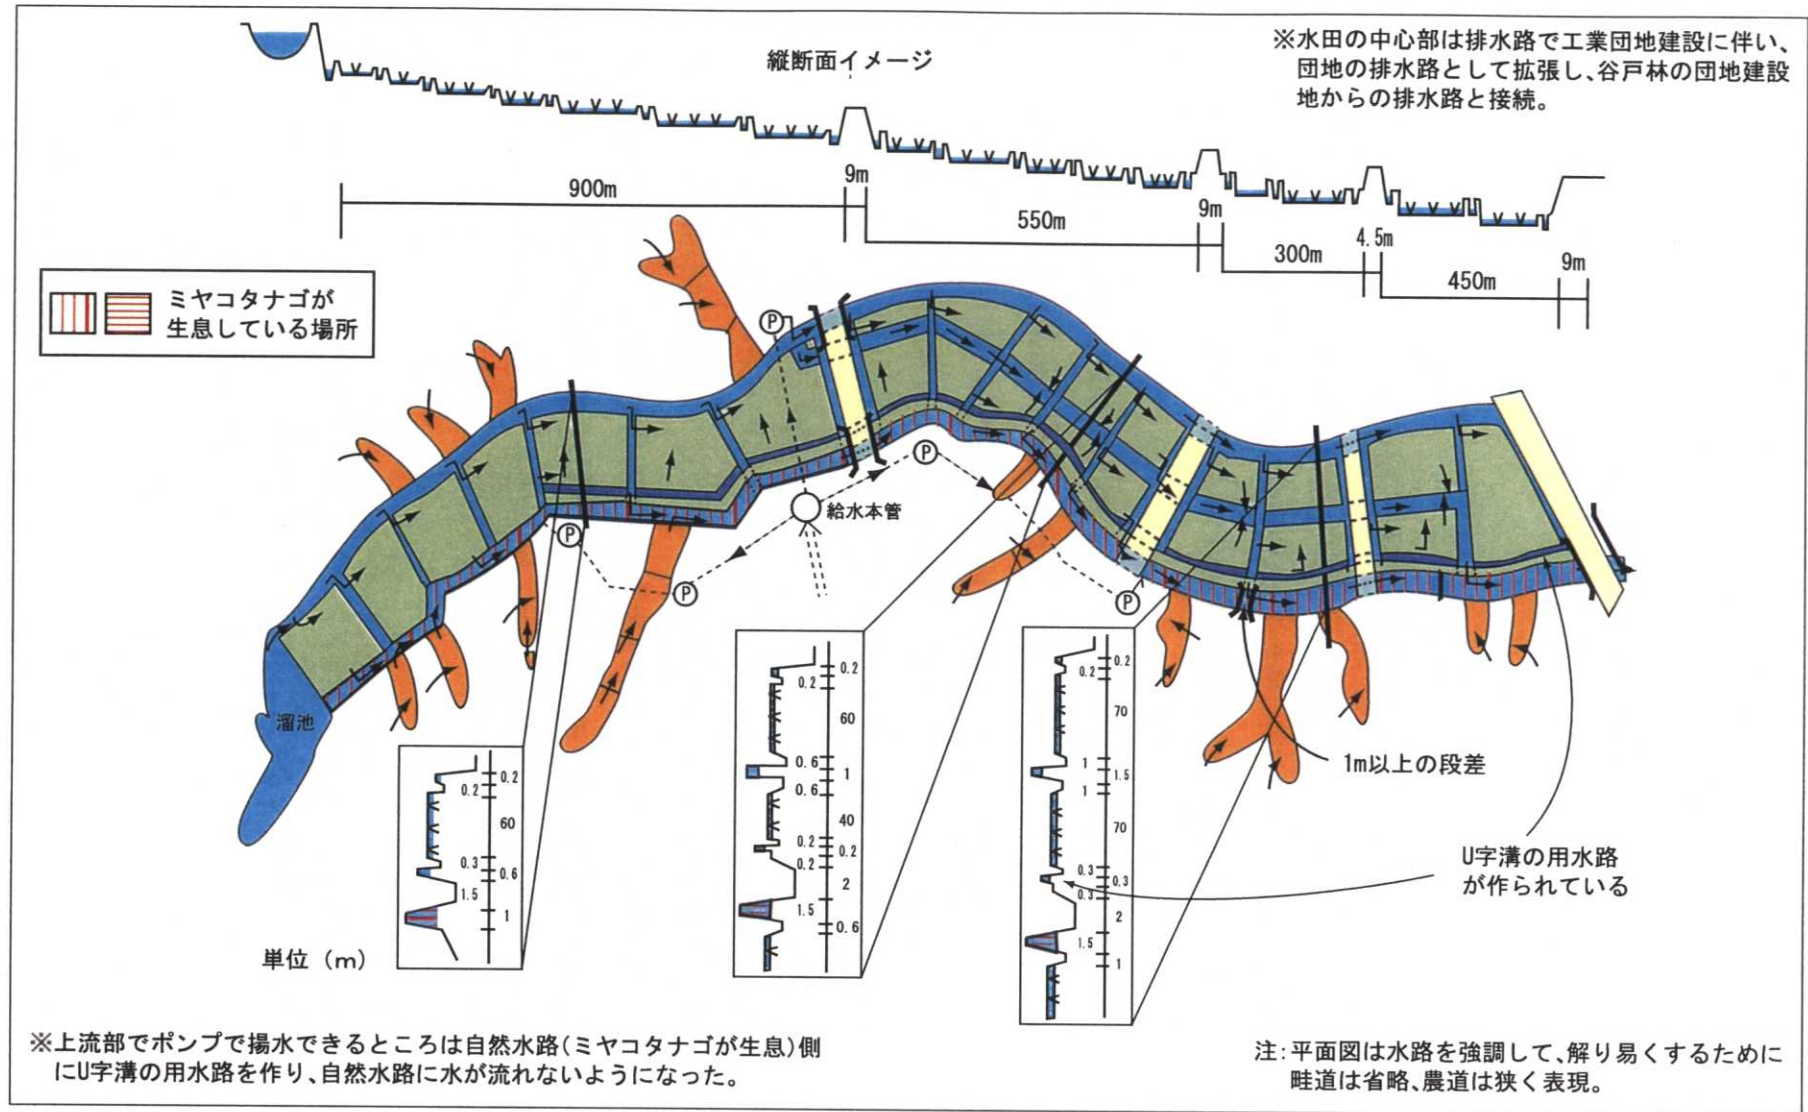 縦断面イメージ
※水田の中心部は排水路で工業団地建設に伴い、
団地の排水路として拡張し、谷戸林の団地建設
地からの排水路と接続。
900m
9m
550m
9m
300m
4.5m
450m
9m
ミヤコタナゴが
生息している場所
P
P
P
P
P
給水本管
溜池
0.2
0.2
60
0.3
0.6
1.5
1
0.2
0.2
60
0.6
1
0.6
40
0.2
0.2
0.2
2
1.5
0.6
0.2
0.2
70
1
1.5
1
70
0.3
0.3
0.3
2
1.5
1
1m以上の段差
U字溝の用水路
が作られている
単位（m）
※上流部でポンプで揚水できるところは自然水路（ミヤコタナゴが生息）側
にU字溝の用水路を作り、自然水路に水が流れないようになった。
注：平面図は水路を強調して、解り易くするために
畦道は省略、農道は狭く表現。